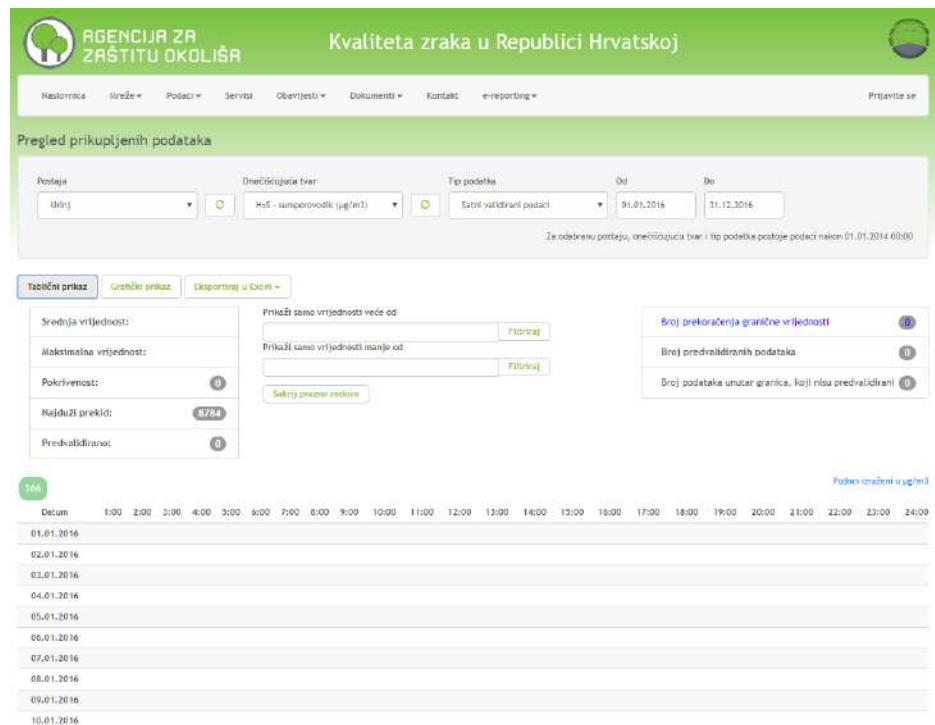 AGENCIJA ZA
ZAŠTITU OKOLIŠA
Kvaliteta zraka u Republici Hrvatskoj
Naslovnica Mreže Podaci Servisi Obavijesti Dokumenti Kontakt e-reporting Prijavite se
Pregled prikupljenih podataka
Postaja Onečišćujuća tvar Tip podatka Od Do
Urinj H2S - sumporovodik (µg/m3) Satni validirani podaci 01.01.2016 31.12.2016
Za odabranu postaju, onečišćujuću tvar i tip podatka postoje podaci nakon 01.01.2014 00:00
Tablični prikaz Grafički prikaz Eksportiraj u Excel
Srednja vrijednost:
Maksimalna vrijednost:
Pokrivenost: 0
Najduži prekid: 8784
Predvalidirano: 0
Prikaži samo vrijednosti veće od
Filtriraj
Prikaži samo vrijednosti manje od
Filtriraj
Sakrij prazne redove
Broj prekoračenja granične vrijednosti 0
Broj predvalidiranih podataka 0
Broj podataka unutar granica, koji nisu predvalidirani 0
366
Podaci izraženi u µg/m3
Datum 1:00 2:00 3:00 4:00 5:00 6:00 7:00 8:00 9:00 10:00 11:00 12:00 13:00 14:00 15:00 16:00 17:00 18:00 19:00 20:00 21:00 22:00 23:00 24:00
01.01.2016
02.01.2016
03.01.2016
04.01.2016
05.01.2016
06.01.2016
07.01.2016
08.01.2016
09.01.2016
10.01.2016